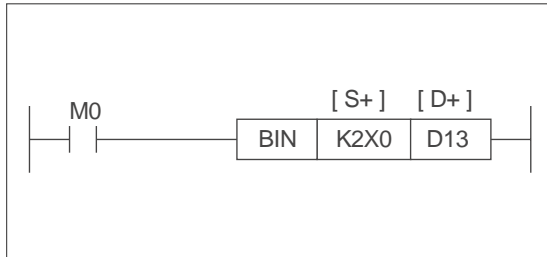 [ S+ ] [ D+ ]
M0
BIN K2X0 D13